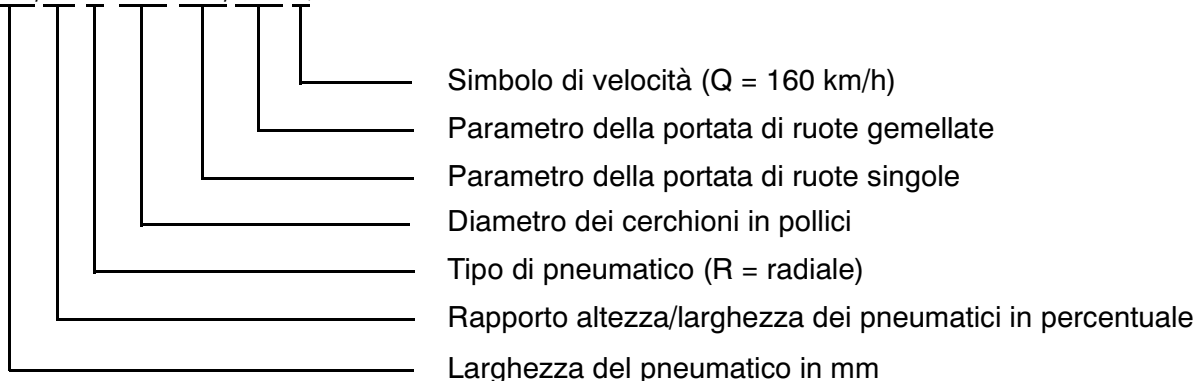 Simbolo di velocità (Q = 160 km/h)
Parametro della portata di ruote gemellate
Parametro della portata di ruote singole
Diametro dei cerchioni in pollici
Tipo di pneumatico (R = radiale)
Rapporto altezza/larghezza dei pneumatici in percentuale
Larghezza del pneumatico in mm